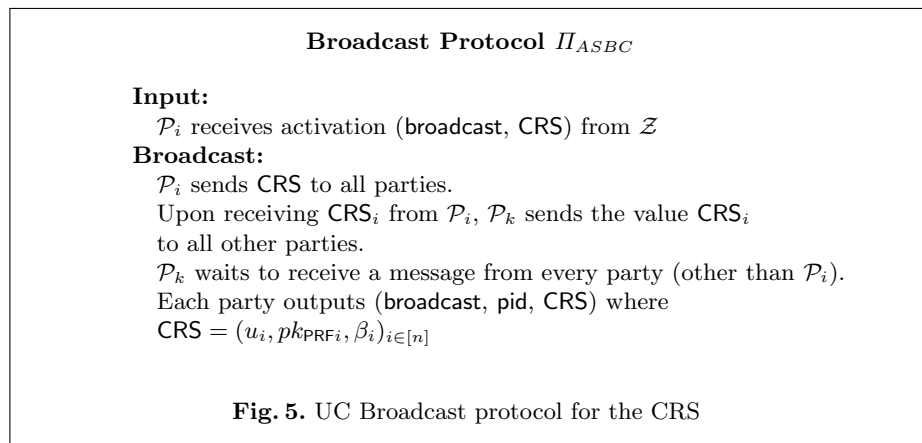 Broadcast Protocol Π_ASBC
Input:
𝒫_i receives activation (broadcast, CRS) from 𝒵
Broadcast:
𝒫_i sends CRS to all parties.
Upon receiving CRS_i from 𝒫_i, 𝒫_k sends the value CRS_i
to all other parties.
𝒫_k waits to receive a message from every party (other than 𝒫_i).
Each party outputs (broadcast, pid, CRS) where
CRS = (u_i, pk_PRFi, β_i)_i∈[n]
Fig. 5. UC Broadcast protocol for the CRS